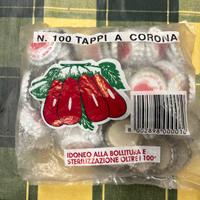 N. 100 TAPPI A CORONA
IDONEO ALLA BOLLITURA E
STERILIZZAZIONE OLTRE I 100°